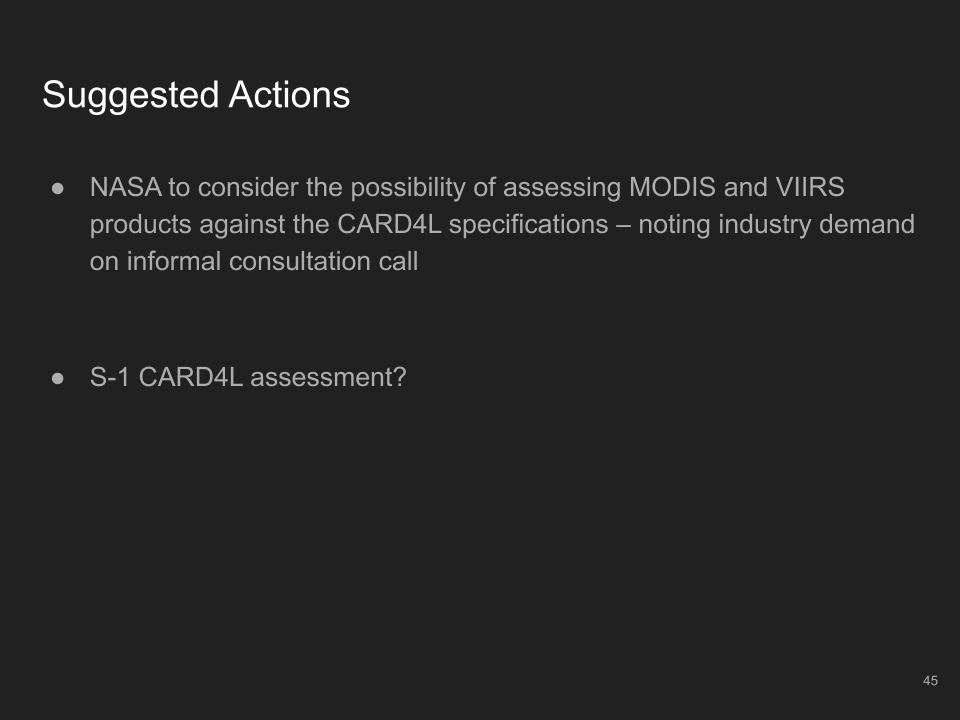 Suggested Actions
● NASA to consider the possibility of assessing MODIS and VIIRS
products against the CARD4L specifications – noting industry demand
on informal consultation call
● S-1 CARD4L assessment?
45